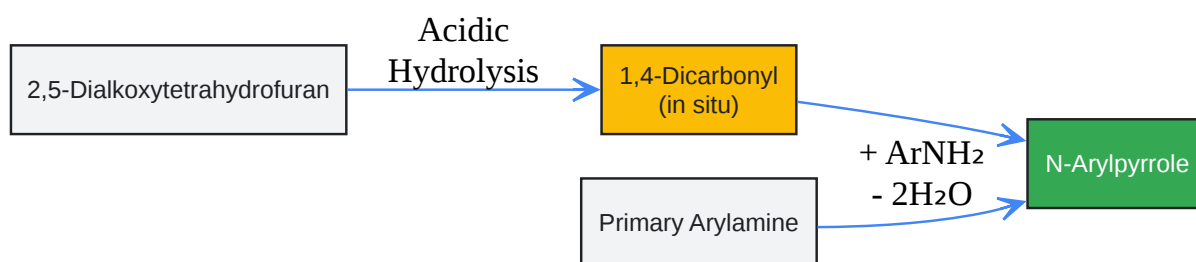 Acidic
Hydrolysis
2,5-Dialkoxytetrahydrofuran
1,4-Dicarbonyl
(in situ)
+ ArNH₂
- 2H₂O
N-Arylpyrrole
Primary Arylamine